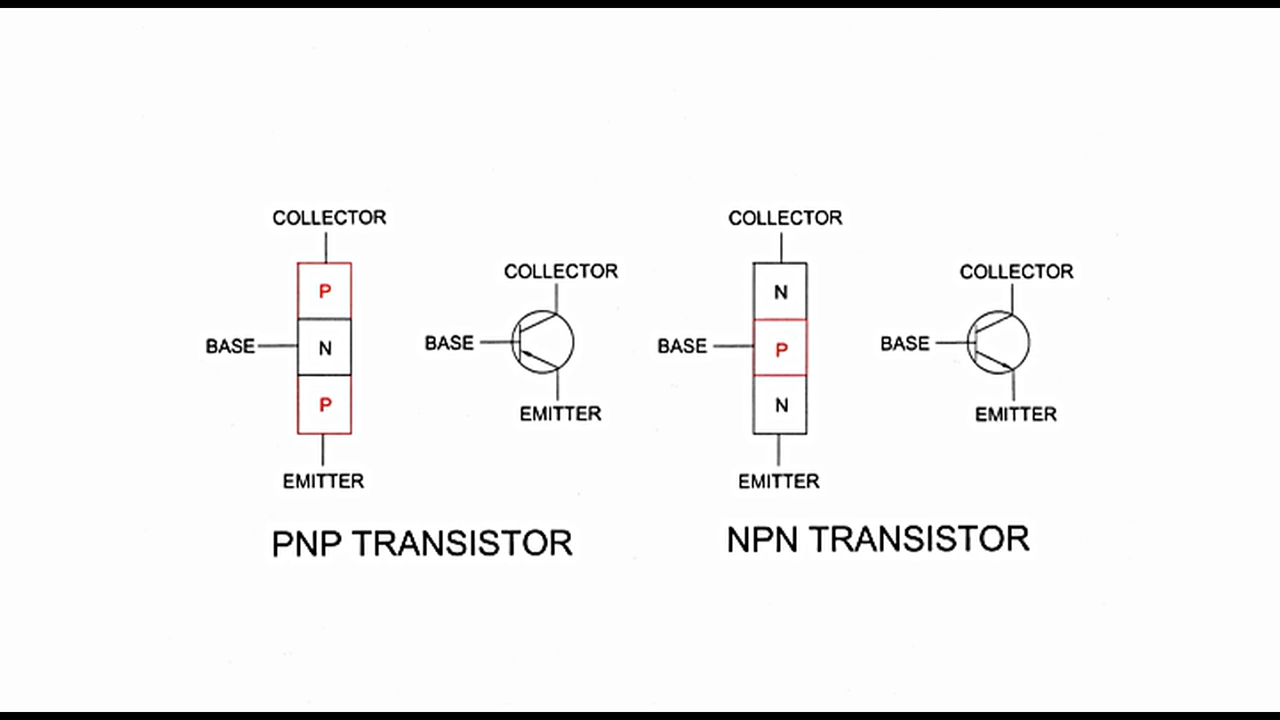 COLLECTOR
P
BASE
N
P
EMITTER
COLLECTOR
BASE
EMITTER
PNP TRANSISTOR
COLLECTOR
N
BASE
P
N
EMITTER
COLLECTOR
BASE
EMITTER
NPN TRANSISTOR